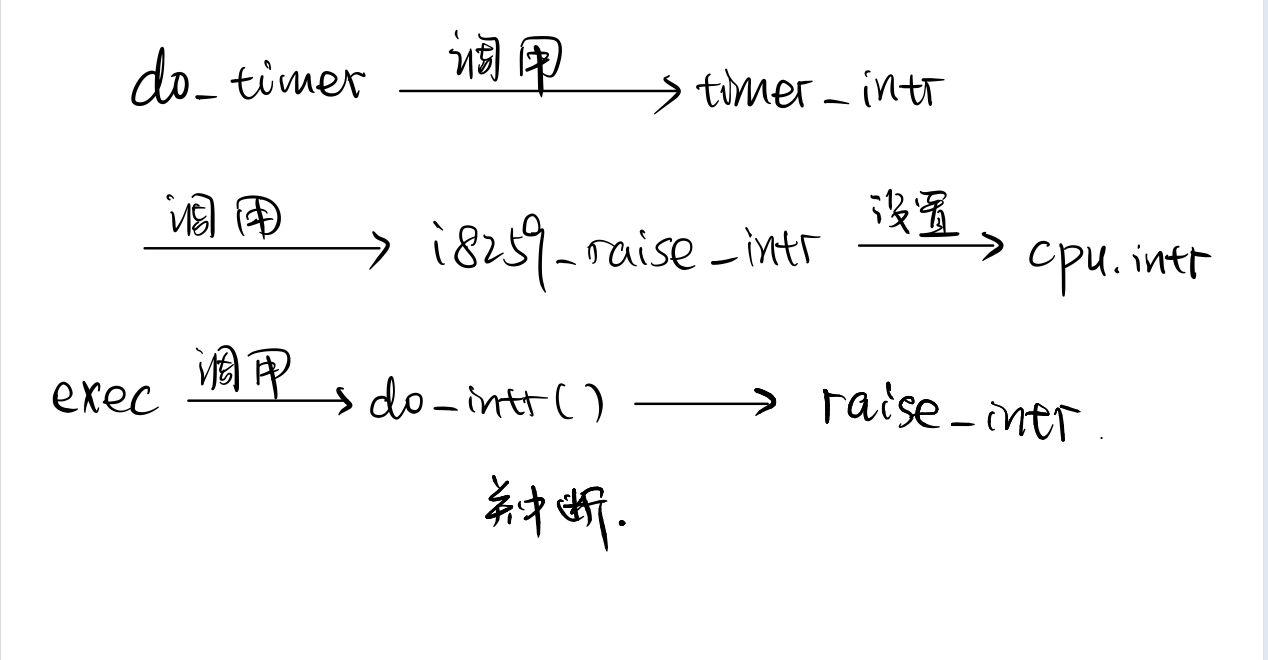 do_timer 调用 timer_intr
调用 i8259_raise_intr 设置 cpu.intr
exec 调用 do_intr() raise_intr.
关中断.